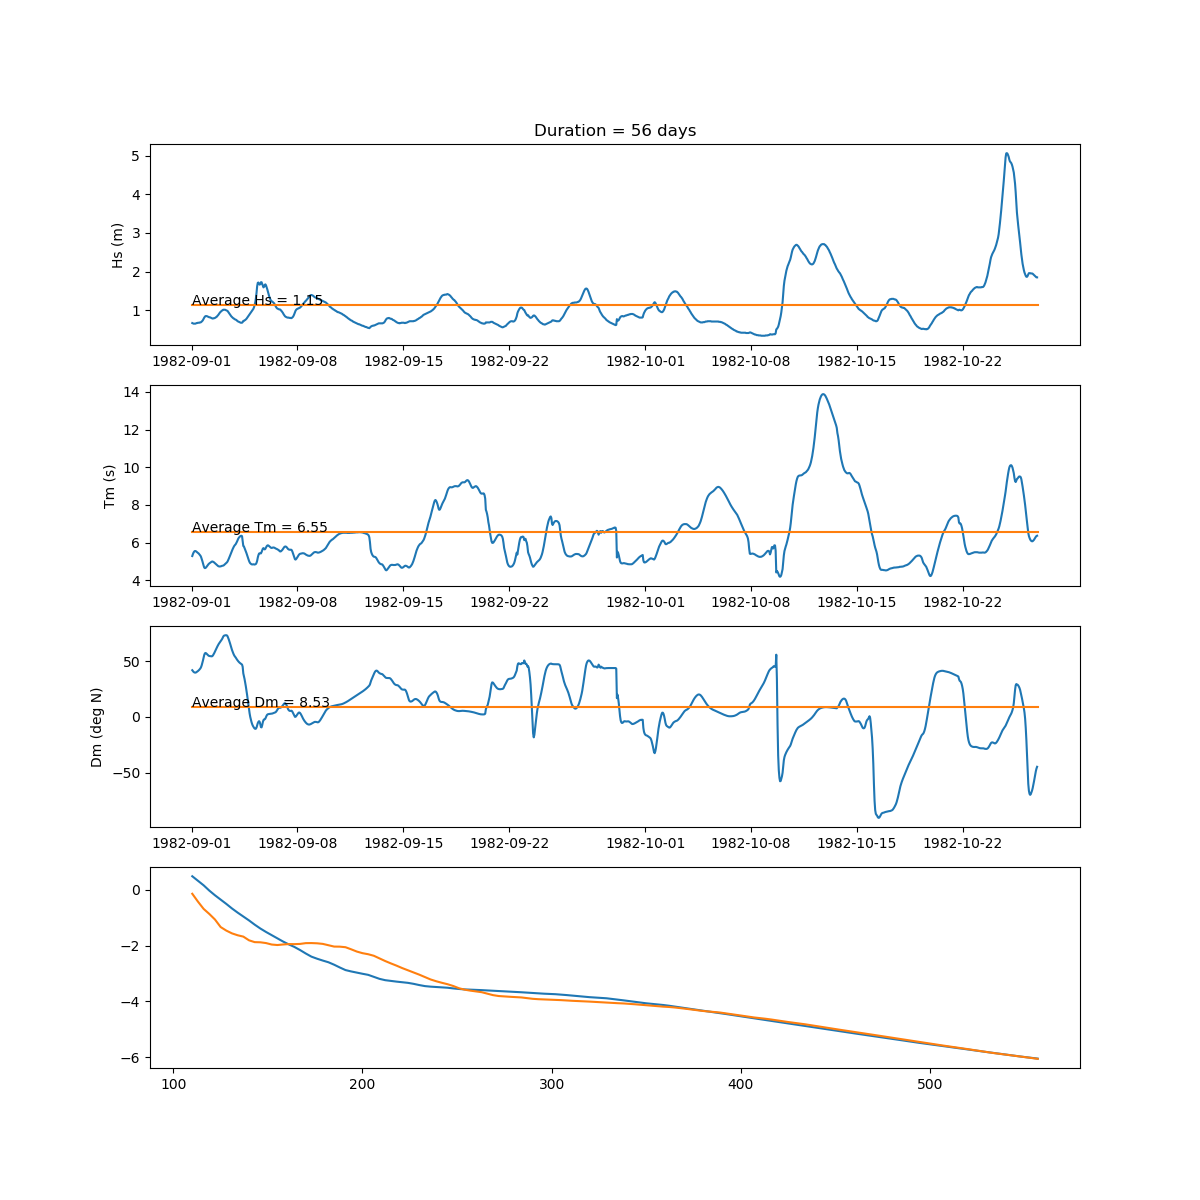 Duration = 56 days
5
4
3
2
1
Hs (m)
Average Hs = 1.15
1982-09-01 1982-09-08 1982-09-15 1982-09-22 1982-10-01 1982-10-08 1982-10-15 1982-10-22
14
12
10
8
6
4
Tm (s)
Average Tm = 6.55
1982-09-01 1982-09-08 1982-09-15 1982-09-22 1982-10-01 1982-10-08 1982-10-15 1982-10-22
50
0
−50
Dm (deg N)
Average Dm = 8.53
1982-09-01 1982-09-08 1982-09-15 1982-09-22 1982-10-01 1982-10-08 1982-10-15 1982-10-22
0
−2
−4
−6
100 200 300 400 500